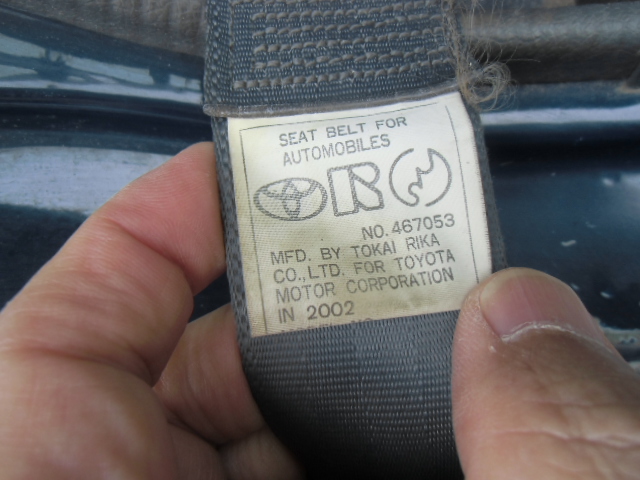 SEAT BELT FOR
AUTOMOBILES
NO. 467053
MFD. BY TOKAI RIKA
CO., LTD. FOR TOYOTA
MOTOR CORPORATION
IN 2002